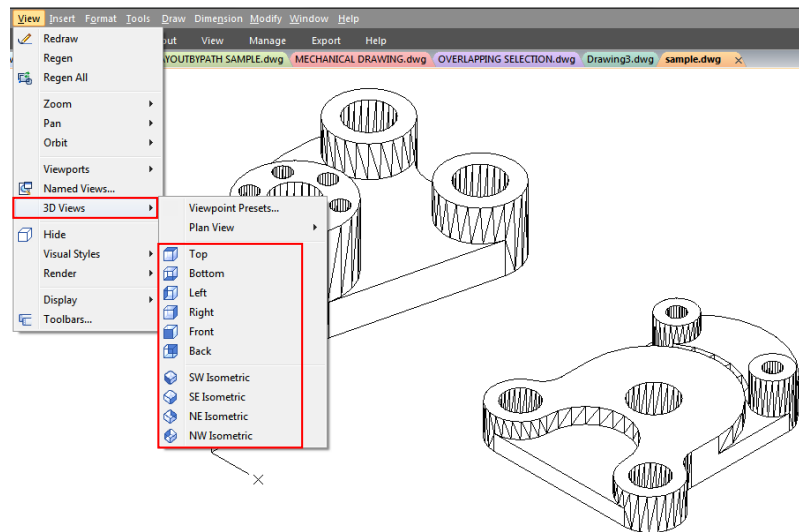 View Insert Format Tools Draw Dimension Modify Window Help
out View Manage Export Help
YOUTBYPATH SAMPLE.dwg MECHANICAL DRAWING.dwg OVERLAPPING SELECTION.dwg Drawing3.dwg sample.dwg ×
Redraw
Regen
Regen All
Zoom
Pan
Orbit
Viewports
Named Views...
3D Views
Hide
Visual Styles
Render
Display
Toolbars...
Viewpoint Presets...
Plan View
Top
Bottom
Left
Right
Front
Back
SW Isometric
SE Isometric
NE Isometric
NW Isometric
X